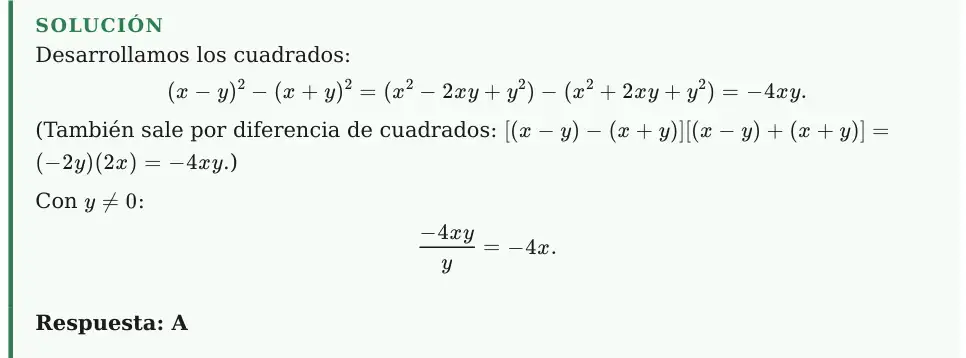 SOLUCIÓN
Desarrollamos los cuadrados:
(x − y)² − (x + y)² = (x² − 2xy + y²) − (x² + 2xy + y²) = −4xy.
(También sale por diferencia de cuadrados: [(x − y) − (x + y)][(x − y) + (x + y)] =
(−2y)(2x) = −4xy.)
Con y ≠ 0:
−4xy
/y = −4x.
Respuesta: A